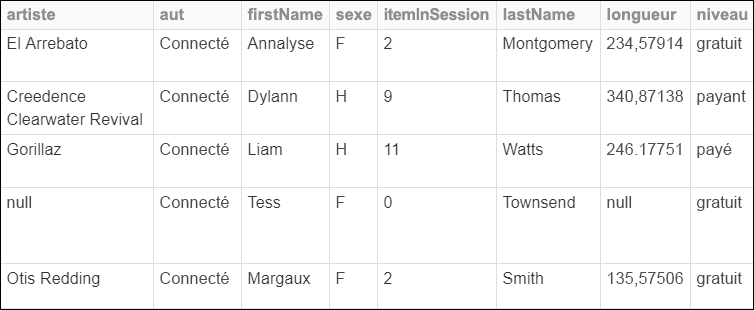 artiste aut firstName sexe itemInSession lastName longueur niveau
El Arrebato Connecté Annalyse F 2 Montgomery 234,57914 gratuit
Creedence Connecté Dylann H 9 Thomas 340,87138 payant
Clearwater Revival
Gorillaz Connecté Liam H 11 Watts 246.17751 payé
null Connecté Tess F 0 Townsend null gratuit
Otis Redding Connecté Margaux F 2 Smith 135,57506 gratuit